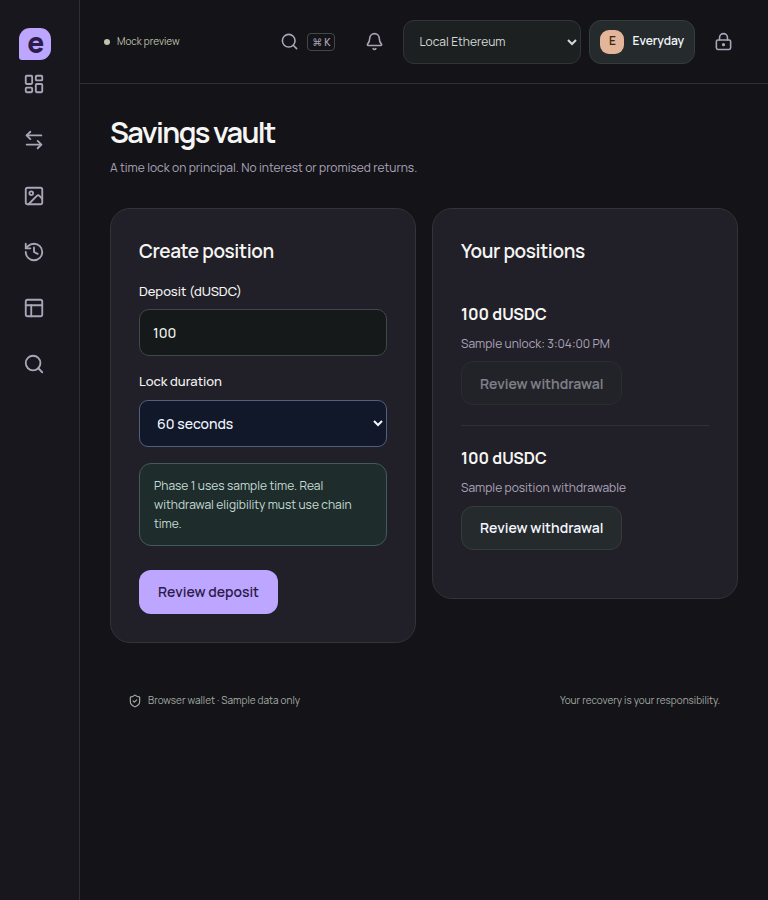 e
Mock preview
⌘ K
Local Ethereum
E
Everyday
Savings vault
A time lock on principal. No interest or promised returns.
Create position
Deposit (dUSDC)
100
Lock duration
60 seconds
Phase 1 uses sample time. Real
withdrawal eligibility must use chain
time.
Review deposit
Your positions
100 dUSDC
Sample unlock: 3:04:00 PM
Review withdrawal
100 dUSDC
Sample position withdrawable
Review withdrawal
Browser wallet · Sample data only
Your recovery is your responsibility.